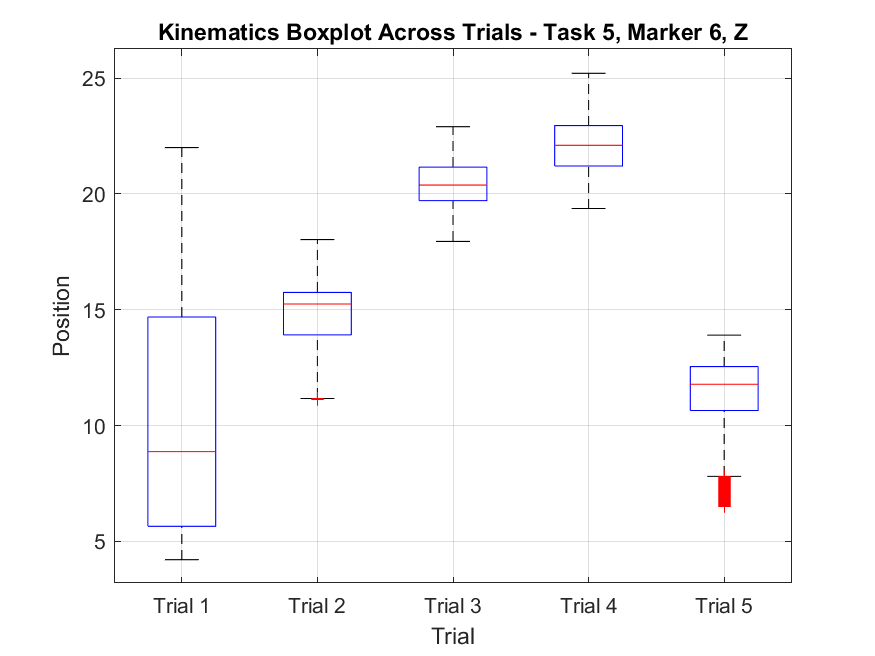 Kinematics Boxplot Across Trials - Task 5, Marker 6, Z
Position
25
20
15
10
5
Trial 1 Trial 2 Trial 3 Trial 4 Trial 5
Trial